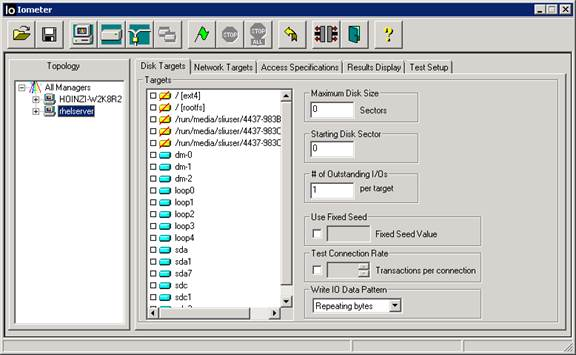 Io Iometer
STOP
STOP ALL
?
Topology
All Managers
HOINZI-W2K8R2
rhelserver
Disk Targets
Network Targets
Access Specifications
Results Display
Test Setup
Targets
/ [ext4]
/ [rootfs]
/run/media/sliuser/4437-983B
/run/media/sliuser/4437-983C
/run/media/sliuser/4437-983C
dm-0
dm-1
dm-2
loop0
loop1
loop2
loop3
loop4
sda
sda1
sda7
sdc
sdc1
Maximum Disk Size
0 Sectors
Starting Disk Sector
0
# of Outstanding I/Os
1 per target
Use Fixed Seed
Fixed Seed Value
Test Connection Rate
Transactions per connection
Write IO Data Pattern
Repeating bytes